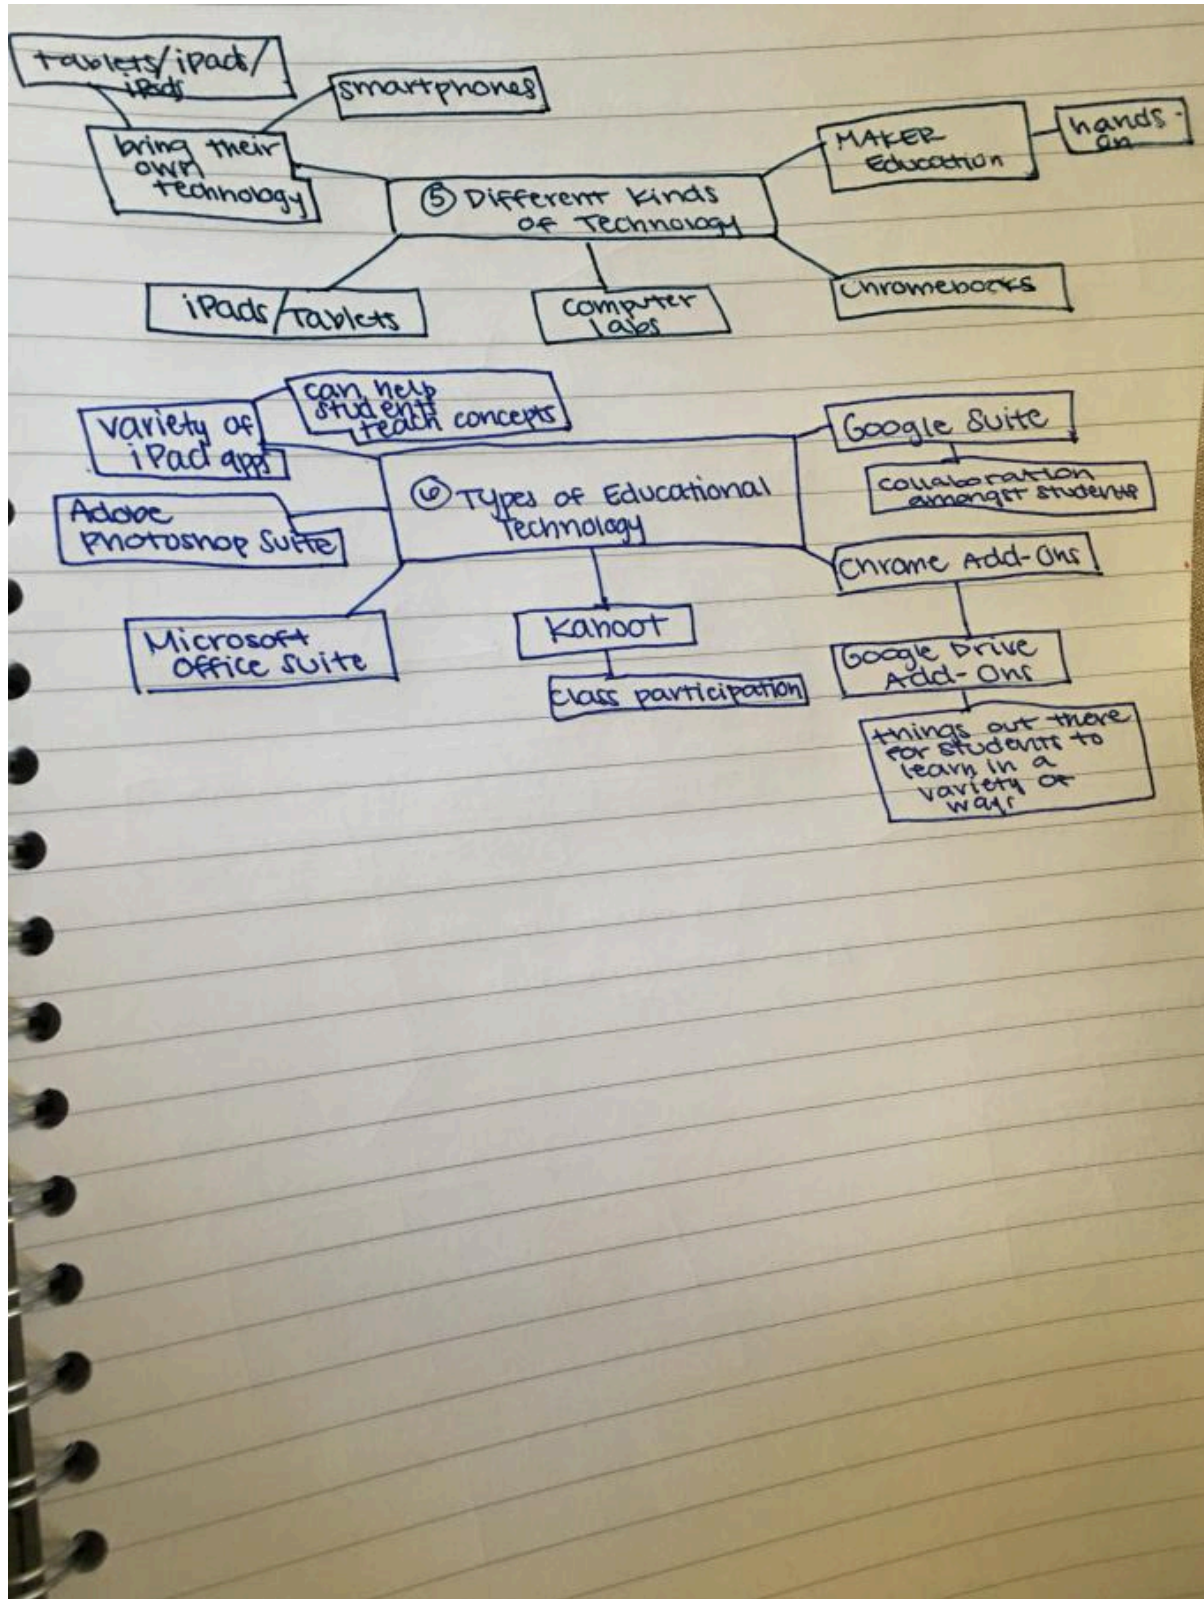 tablets/iPads/
iPads
smartphones
bring their
own
technology
MAKER
Education
hands-
on
⑤ Different Kinds
of Technology
iPads/Tablets
Computer
Labs
Chromebooks
variety of
iPad apps
can help
students
teach concepts
Google Suite
collaboration
amongst students
Adobe
Photoshop Suite
⑥ Types of Educational
Technology
Chrome Add-Ons
Microsoft
Office Suite
Kahoot
class participation
Google Drive
Add-Ons
things out there
for students to
learn in a
variety of
ways